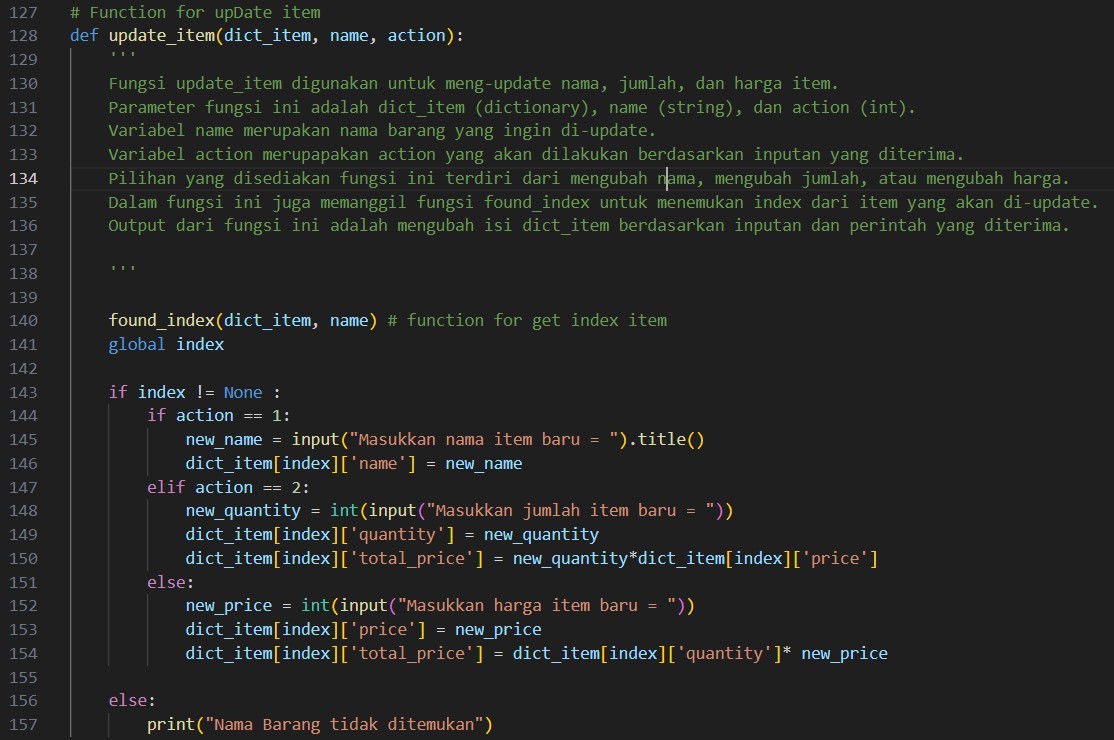 127 # Function for upDate item
128 def update_item(dict_item, name, action):
129     '''
130     Fungsi update_item digunakan untuk meng-update nama, jumlah, dan harga item.
131     Parameter fungsi ini adalah dict_item (dictionary), name (string), dan action (int).
132     Variabel name merupakan nama barang yang ingin di-update.
133     Variabel action merupapakan action yang akan dilakukan berdasarkan inputan yang diterima.
134     Pilihan yang disediakan fungsi ini terdiri dari mengubah nama, mengubah jumlah, atau mengubah harga.
135     Dalam fungsi ini juga memanggil fungsi found_index untuk menemukan index dari item yang akan di-update.
136     Output dari fungsi ini adalah mengubah isi dict_item berdasarkan inputan dan perintah yang diterima.
137
138     '''
139
140     found_index(dict_item, name) # function for get index item
141     global index
142
143     if index != None :
144         if action == 1:
145             new_name = input("Masukkan nama item baru = ").title()
146             dict_item[index]['name'] = new_name
147         elif action == 2:
148             new_quantity = int(input("Masukkan jumlah item baru = "))
149             dict_item[index]['quantity'] = new_quantity
150             dict_item[index]['total_price'] = new_quantity*dict_item[index]['price']
151         else:
152             new_price = int(input("Masukkan harga item baru = "))
153             dict_item[index]['price'] = new_price
154             dict_item[index]['total_price'] = dict_item[index]['quantity']* new_price
155
156     else:
157         print("Nama Barang tidak ditemukan")